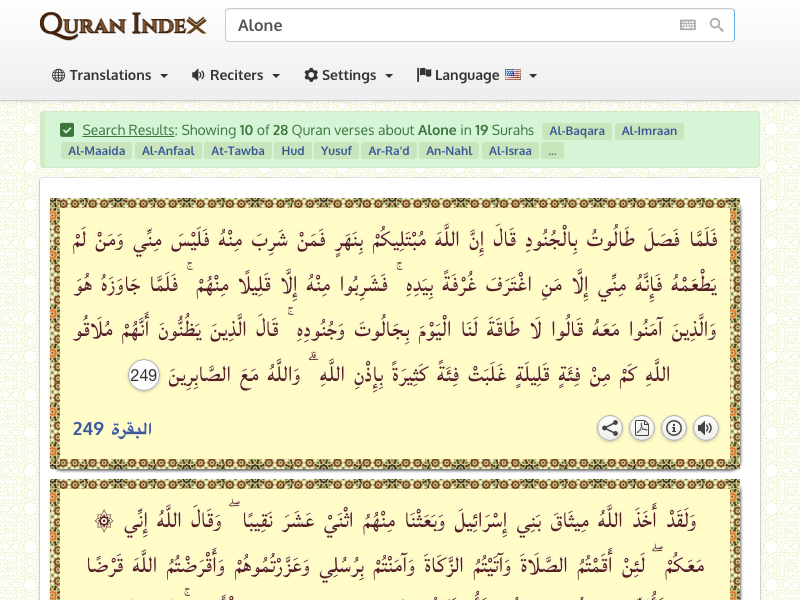 QURAN INDEX
Alone
Translations
Reciters
Settings
Language
Search Results: Showing 10 of 28 Quran verses about Alone in 19 Surahs Al-Baqara Al-Imraan
Al-Maaida Al-Anfaal At-Tawba Hud Yusuf Ar-Ra'd An-Nahl Al-Israa ...
فَلَمَّا فَصَلَ طَالُوتُ بِالْجُنُودِ قَالَ إِنَّ اللَّهَ مُبْتَلِيكُمْ بِنَهَرٍ فَمَنْ شَرِبَ مِنْهُ فَلَيْسَ مِنِّي وَمَنْ لَمْ
يَطْعَمْهُ فَإِنَّهُ مِنِّي إِلَّا مَنِ اغْتَرَفَ غُرْفَةً بِيَدِهِ ۚ فَشَرِبُوا مِنْهُ إِلَّا قَلِيلًا مِنْهُمْ ۚ فَلَمَّا جَاوَزَهُ هُوَ
وَالَّذِينَ آمَنُوا مَعَهُ قَالُوا لَا طَاقَةَ لَنَا الْيَوْمَ بِجَالُوتَ وَجُنُودِهِ ۚ قَالَ الَّذِينَ يَظُنُّونَ أَنَّهُمْ مُلَاقُو
اللَّهِ كَمْ مِنْ فِئَةٍ قَلِيلَةٍ غَلَبَتْ فِئَةً كَثِيرَةً بِإِذْنِ اللَّهِ ۗ وَاللَّهُ مَعَ الصَّابِرِينَ 249
البقرة 249
وَلَقَدْ أَخَذَ اللَّهُ مِيثَاقَ بَنِي إِسْرَائِيلَ وَبَعَثْنَا مِنْهُمُ اثْنَيْ عَشَرَ نَقِيبًا ۖ وَقَالَ اللَّهُ إِنِّي ۞
مَعَكُمْ ۖ لَئِنْ أَقَمْتُمُ الصَّلَاةَ وَآتَيْتُمُ الزَّكَاةَ وَآمَنْتُمْ بِرُسُلِي وَعَزَّرْتُمُوهُمْ وَأَقْرَضْتُمُ اللَّهَ قَرْضًا